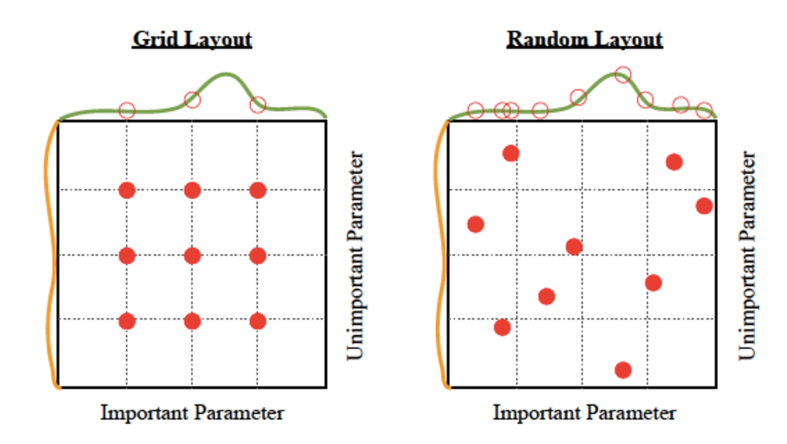 Grid Layout
Unimportant Parameter
Important Parameter
Random Layout
Unimportant Parameter
Important Parameter